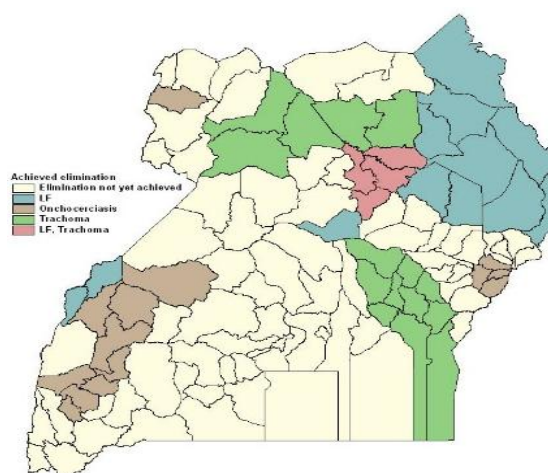 Achieved elimination
Elimination not yet achieved
LF
Onchocerciasis
Trachoma
LF, Trachoma